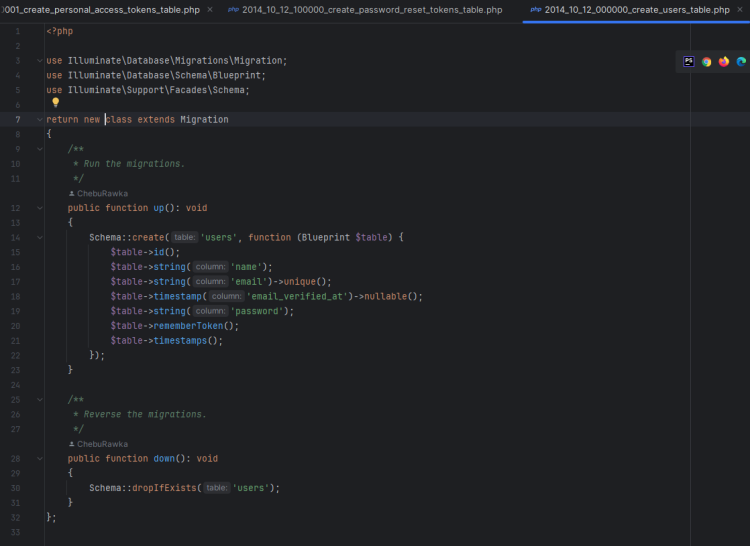 001_create_personal_access_tokens_table.php × php 2014_10_12_100000_create_password_reset_tokens_table.php php 2014_10_12_000000_create_users_table.php ×
1 <?php
2
3 use Illuminate\Database\Migrations\Migration;
4 use Illuminate\Database\Schema\Blueprint;
5 use Illuminate\Support\Facades\Schema;
6
7 return new class extends Migration
8 {
9 /**
10 * Run the migrations.
11 */
ChebuRawka
12 public function up(): void
13 {
14 Schema::create( table: 'users', function (Blueprint $table) {
15 $table->id();
16 $table->string( column: 'name');
17 $table->string( column: 'email')->unique();
18 $table->timestamp( column: 'email_verified_at')->nullable();
19 $table->string( column: 'password');
20 $table->rememberToken();
21 $table->timestamps();
22 });
23 }
24
25 /**
26 * Reverse the migrations.
27 */
ChebuRawka
28 public function down(): void
29 {
30 Schema::dropIfExists( table: 'users');
31 }
32 };
33
PS